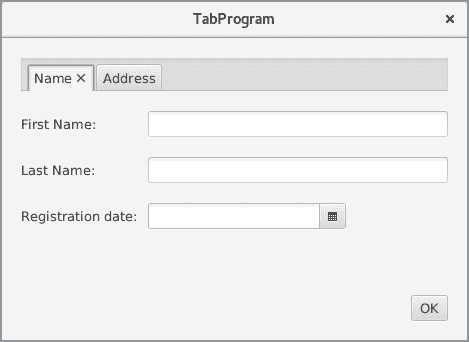 TabProgram
Name Address
First Name:
Last Name:
Registration date:
OK